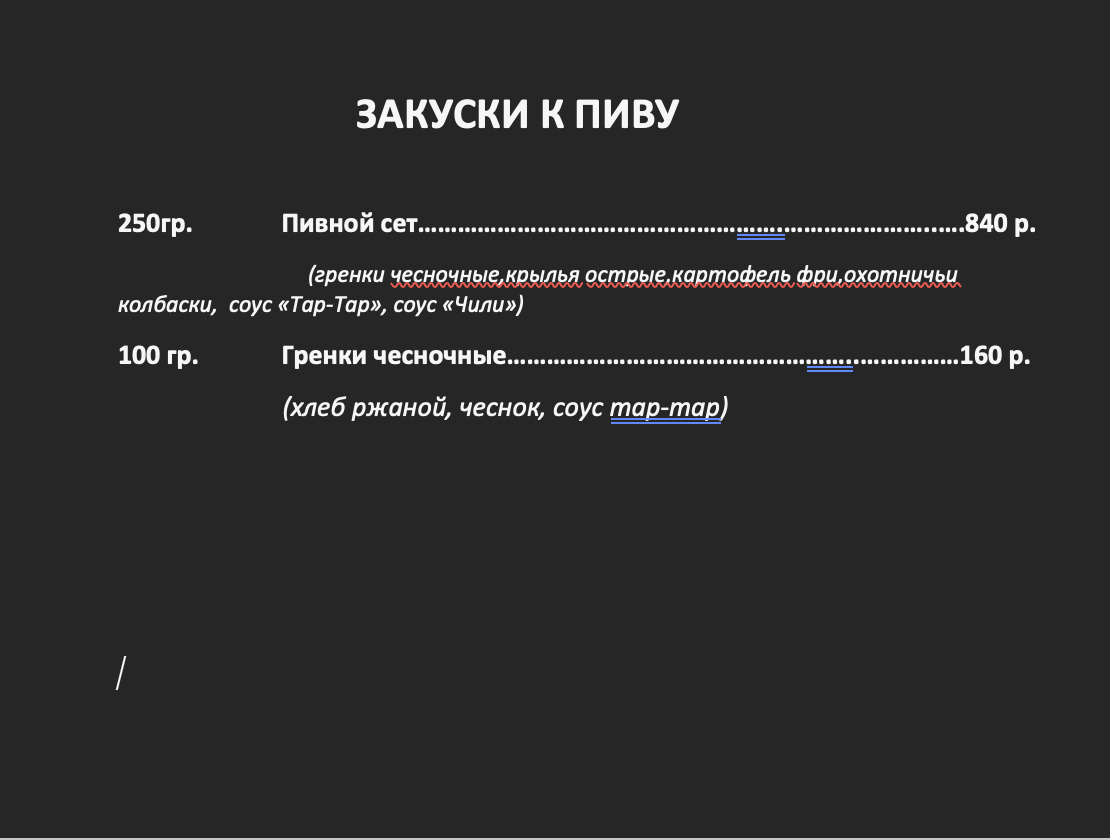 ЗАКУСКИ К ПИВУ
250гр. Пивной сет……………………………………………………………………..….840 р.
(гренки чесночные,крылья острые.картофель фри,охотничьи
колбаски,  соус «Тар-Тар», соус «Чили»)
100 гр. Гренки чесночные…………………………………………….……………160 р.
(хлеб ржаной, чеснок, соус тар-тар)